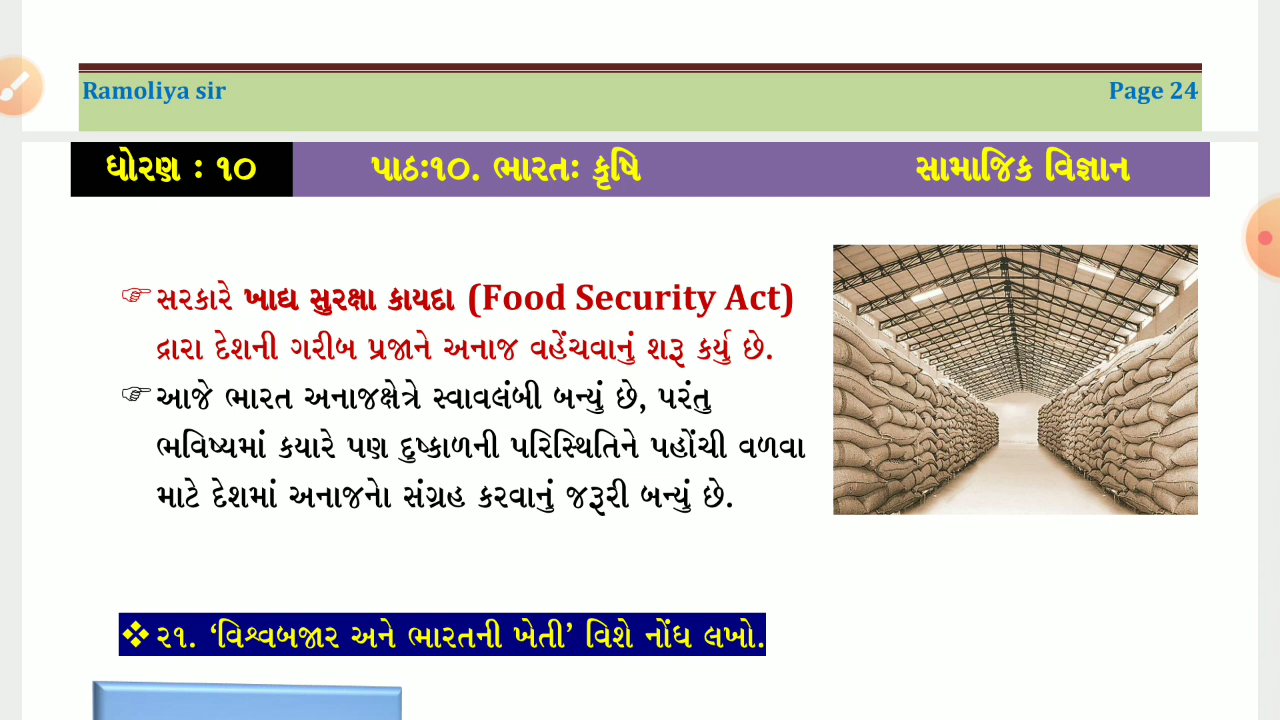 Ramoliya sir Page 24
ધોરણ : ૧૦ પાઠ:૧૦. ભારત: કૃષિ સામાજિક વિજ્ઞાન
☞સરકારે ખાદ્ય સુરક્ષા કાયદા (Food Security Act)
દ્રારા દેશની ગરીબ પ્રજાને અનાજ વહેંચવાનું શરૂ કર્યુ છે.
☞આજે ભારત અનાજક્ષેત્રે સ્વાવલંબી બન્યું છે, પરંતુ
ભવિષ્યમાં કયારે પણ દુષ્કાળની પરિસ્થિતિને પહોંચી વળવા
માટે દેશમાં અનાજનો સંગ્રહ કરવાનું જરૂરી બન્યું છે.
❖૨૧. ‘વિશ્વબજાર અને ભારતની ખેતી’ વિશે નોંધ લખો.